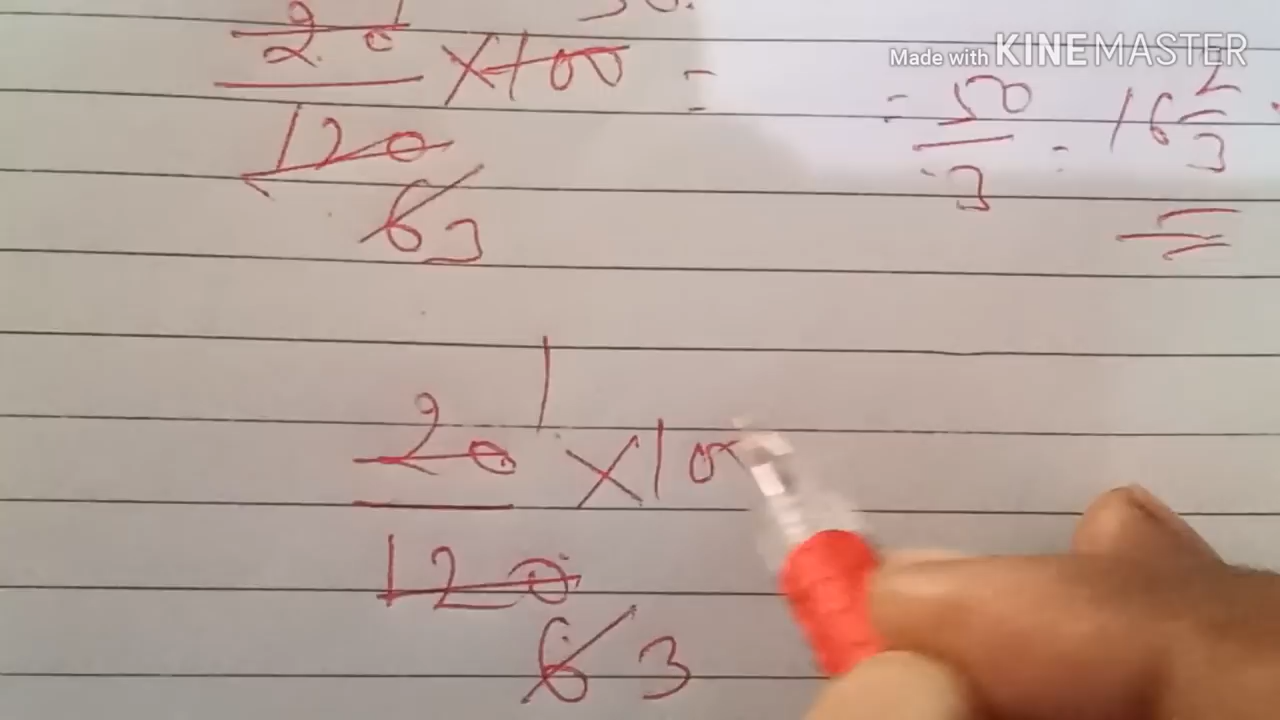 Made with KINEMASTER
20 1
120 × 100 =
6 3
= 50/3 = 16 2/3
20 1
120 × 100
6 3